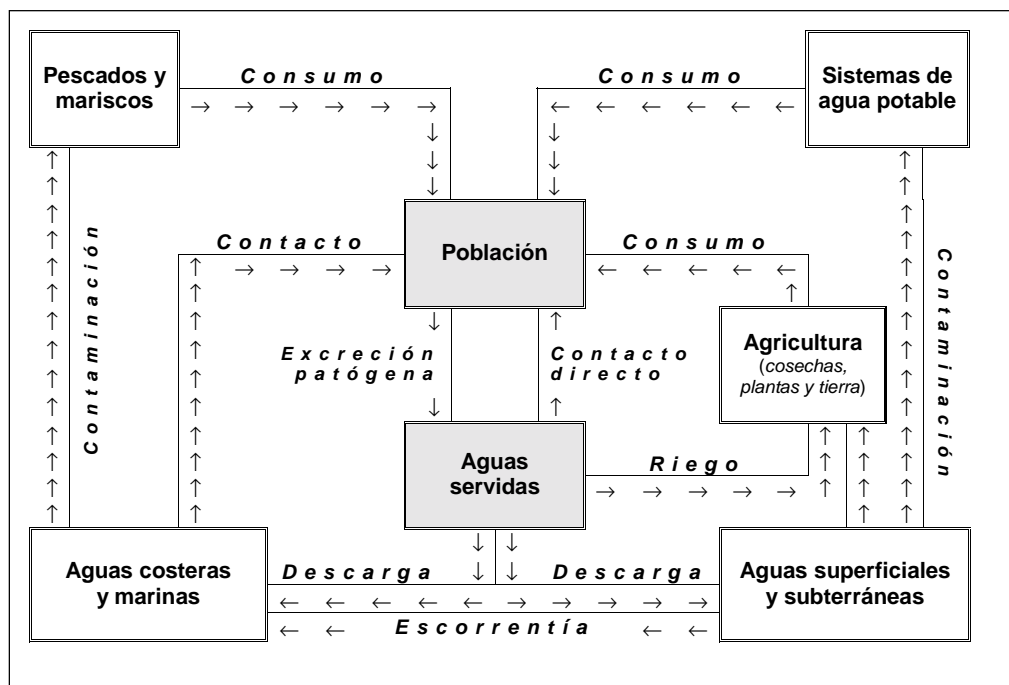 Pescados y
mariscos
Consumo
Consumo
Sistemas de
agua potable
Contaminación
Contacto
Población
Consumo
Contaminación
Excreción
patógena
Contacto
directo
Agricultura
(cosechas,
plantas y tierra)
Aguas
servidas
Riego
Aguas costeras
y marinas
Descarga
Descarga
Escorrentía
Aguas superficiales
y subterráneas